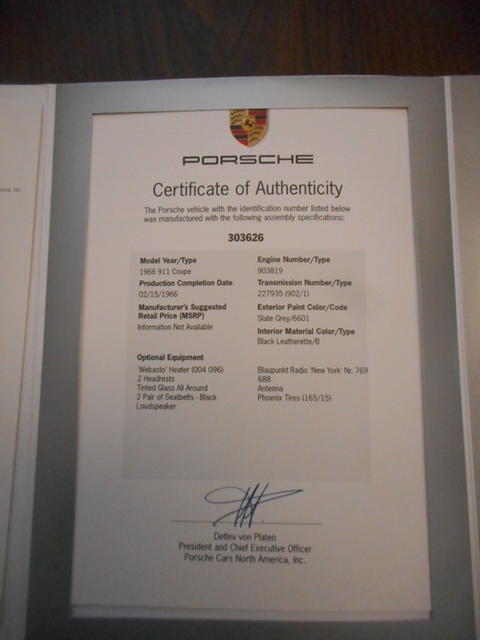 PORSCHE
Certificate of Authenticity
The Porsche vehicle with the identification number listed below
was manufactured with the following assembly specifications:
303626
Model Year/Type
1966 911 Coupe
Production Completion Date
02/15/1966
Manufacturer's Suggested
Retail Price (MSRP)
Information Not Available
Engine Number/Type
903819
Transmission Number/Type
227935 (902/1)
Exterior Paint Color/Code
Slate Grey/6601
Interior Material Color/Type
Black Leatherette/B
Optional Equipment
'Webasto' Heater (004 096)
2 Headrests
Tinted Glass All Around
2 Pair of Seatbelts - Black
Loudspeaker
Blaupunkt Radio 'New York' Nr. 769
688
Antenna
Phoenix Tires (165/15)
Detlev von Platen
President and Chief Executive Officer
Porsche Cars North America, Inc.